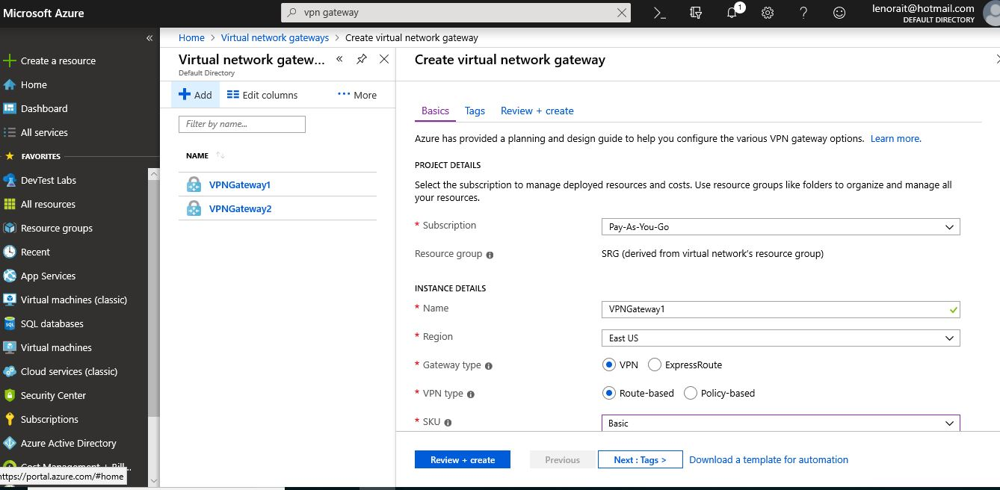 Microsoft Azure
vpn gateway
1
lenorait@hotmail.com
DEFAULT DIRECTORY
«
Create a resource
Home
Dashboard
All services
FAVORITES
DevTest Labs
All resources
Resource groups
Recent
App Services
Virtual machines (classic)
SQL databases
Virtual machines
Cloud services (classic)
Security Center
Subscriptions
Azure Active Directory
Cost Management + Bill...
https://portal.azure.com/#home
Home > Virtual network gateways > Create virtual network gateway
Virtual network gatew... «
Default Directory
Add Edit columns ••• More
Filter by name...
NAME
VPNGateway1
VPNGateway2
Create virtual network gateway
Basics Tags Review + create
Azure has provided a planning and design guide to help you configure the various VPN gateway options. Learn more.
PROJECT DETAILS
Select the subscription to manage deployed resources and costs. Use resource groups like folders to organize and manage all
your resources.
* Subscription Pay-As-You-Go
Resource group SRG (derived from virtual network's resource group)
INSTANCE DETAILS
* Name VPNGateway1
* Region East US
* Gateway type VPN ExpressRoute
* VPN type Route-based Policy-based
* SKU Basic
Review + create Previous Next : Tags > Download a template for automation